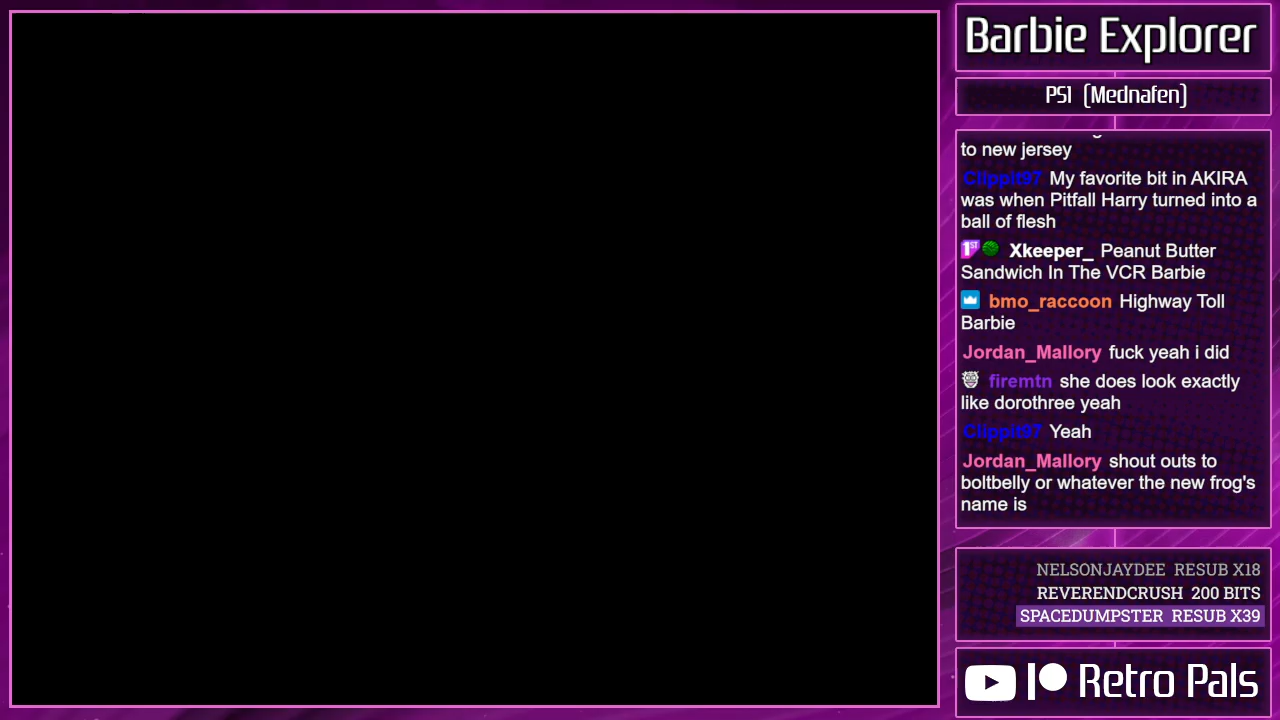 Barbie Explorer
PS1 (Mednafen)
to new jersey
Clippit97 My favorite bit in AKIRA
was when Pitfall Harry turned into a
ball of flesh
1ST Xkeeper_ Peanut Butter
Sandwich In The VCR Barbie
bmo_raccoon Highway Toll
Barbie
Jordan_Mallory fuck yeah i did
firemtn she does look exactly
like dorothree yeah
Clippit97 Yeah
Jordan_Mallory shout outs to
boltbelly or whatever the new frog's
name is
NELSONJAYDEE RESUB X18
REVERENDCRUSH 200 BITS
SPACEDUMPSTER RESUB X39
Retro Pals